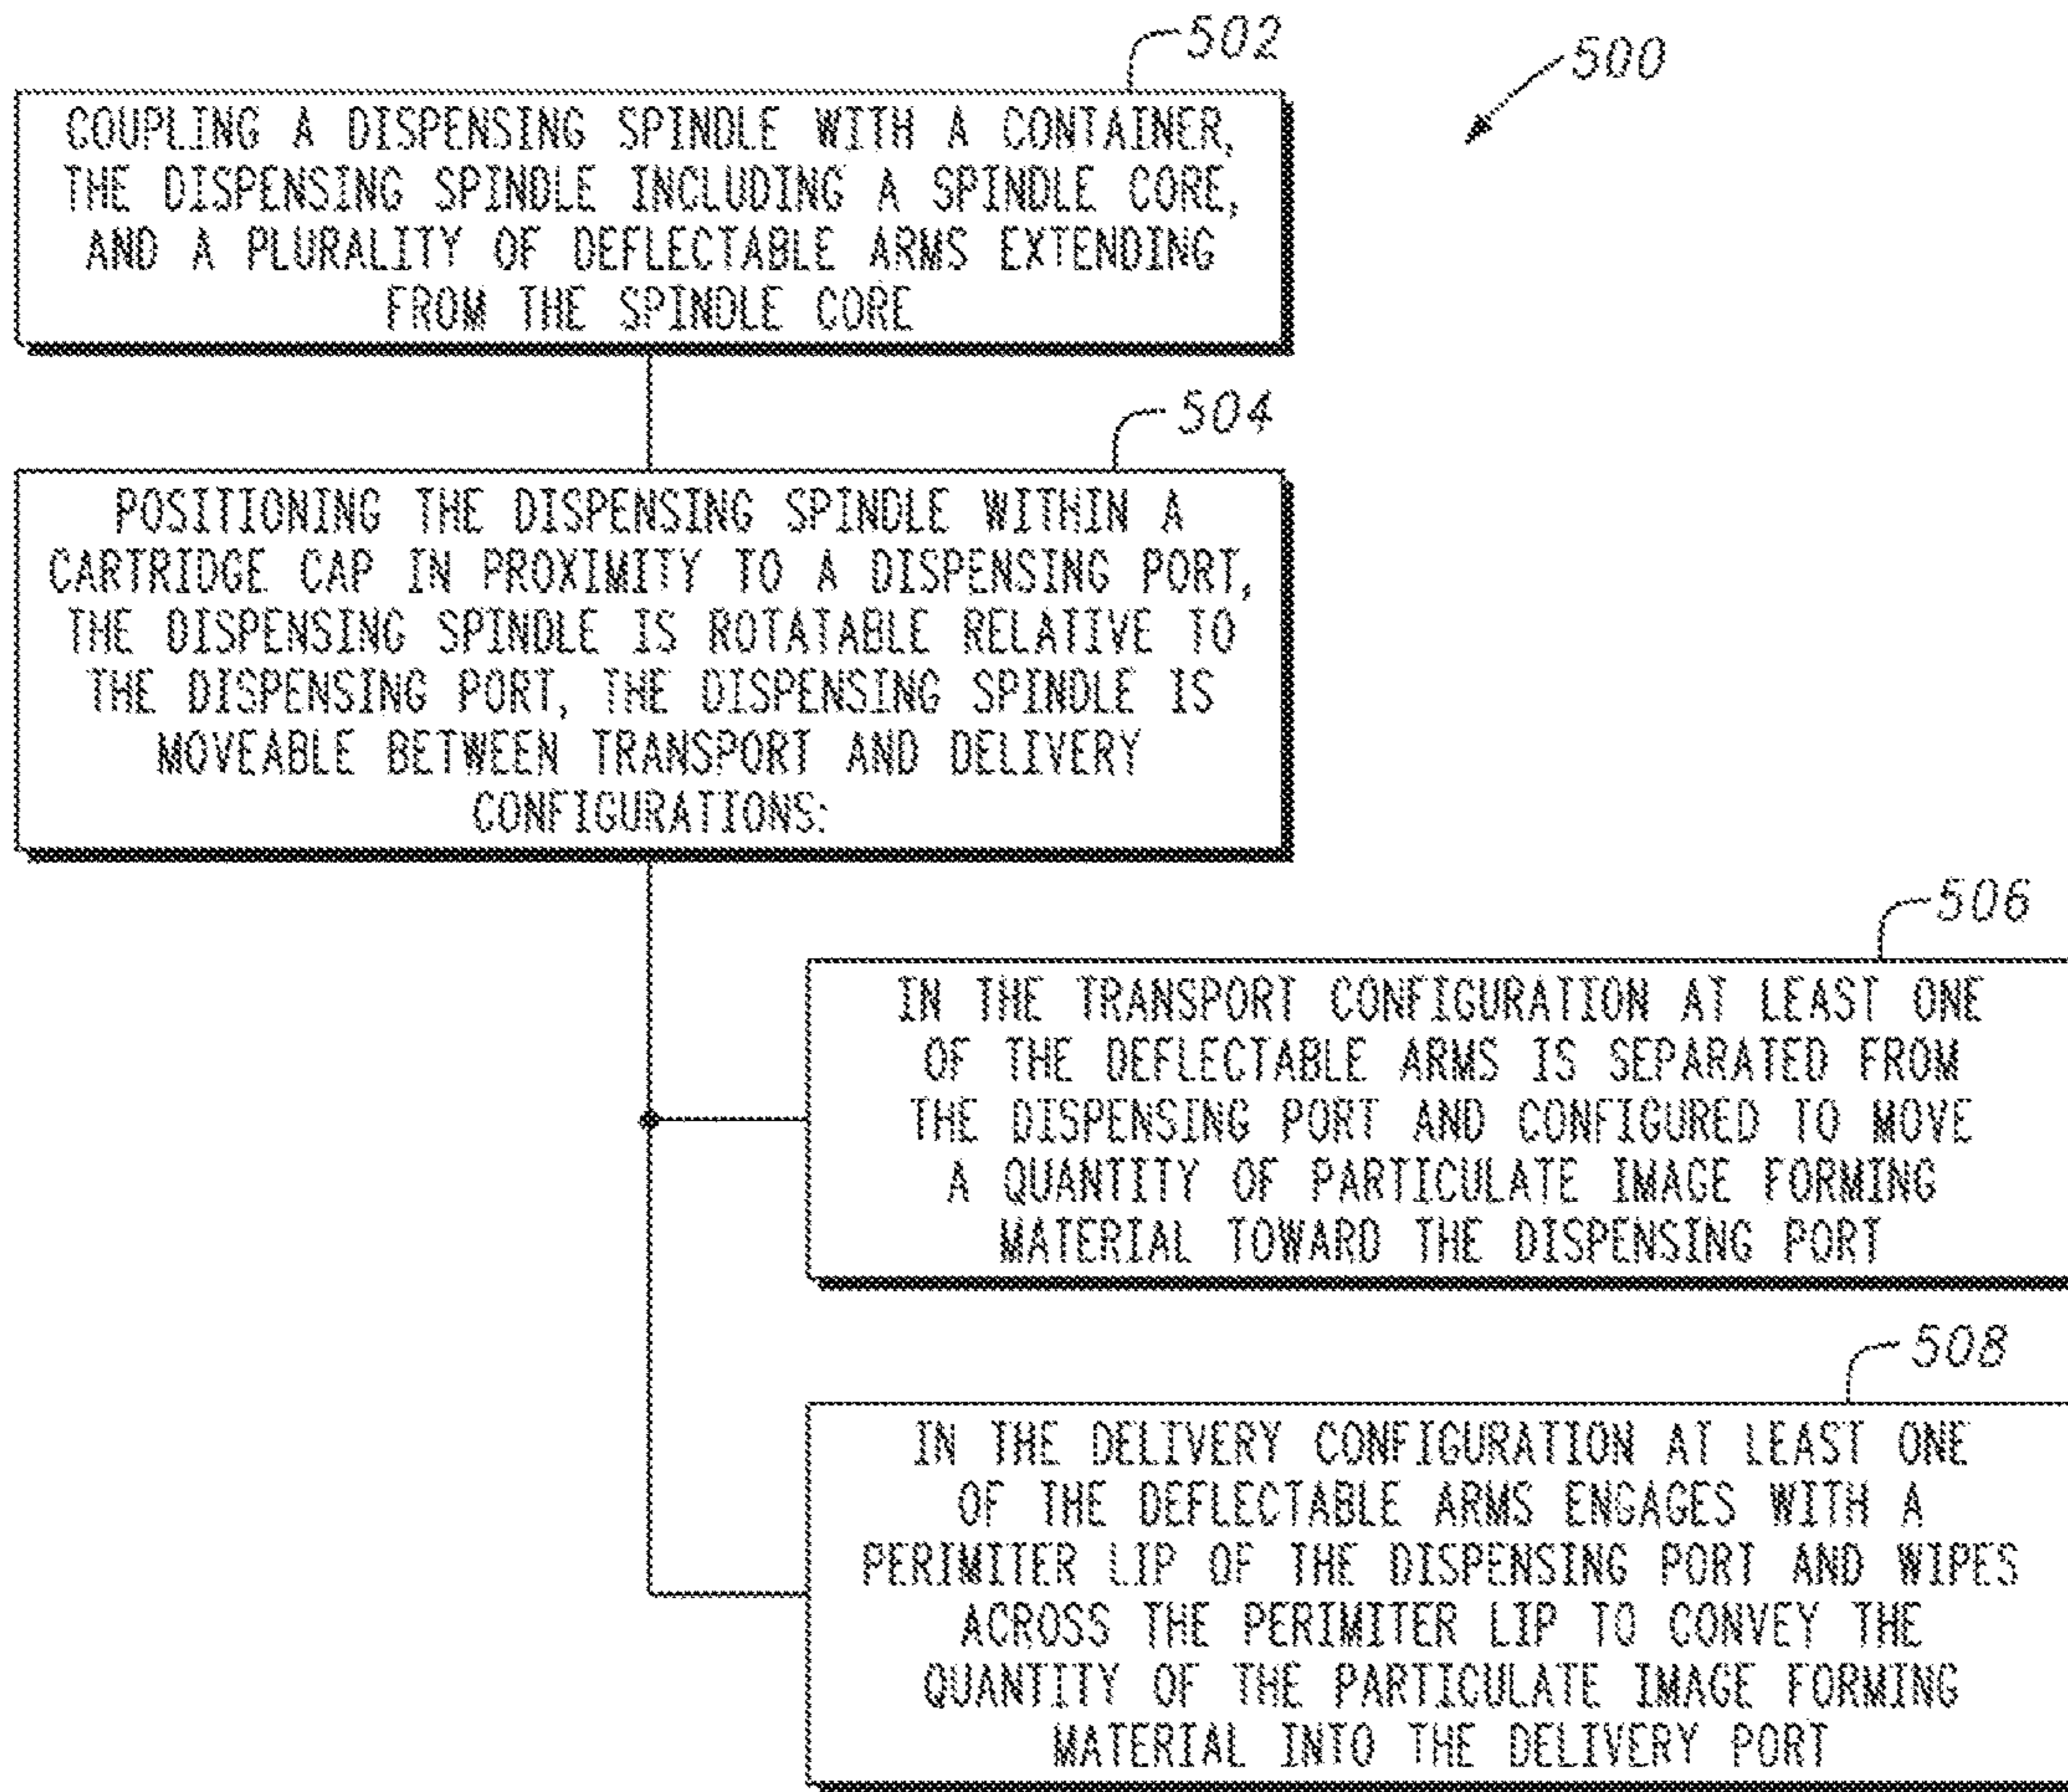 502
500
COUPLING A DISPENSING SPINDLE WITH A CONTAINER,
THE DISPENSING SPINDLE INCLUDING A SPINDLE CORE,
AND A PLURALITY OF DEFLECTABLE ARMS EXTENDING
FROM THE SPINDLE CORE
504
POSITIONING THE DISPENSING SPINDLE WITHIN A
CARTRIDGE CAP IN PROXIMITY TO A DISPENSING PORT,
THE DISPENSING SPINDLE IS ROTATABLE RELATIVE TO
THE DISPENSING PORT, THE DISPENSING SPINDLE IS
MOVEABLE BETWEEN TRANSPORT AND DELIVERY
CONFIGURATIONS:
506
IN THE TRANSPORT CONFIGURATION AT LEAST ONE
OF THE DEFLECTABLE ARMS IS SEPARATED FROM
THE DISPENSING PORT AND CONFIGURED TO MOVE
A QUANTITY OF PARTICULATE IMAGE FORMING
MATERIAL TOWARD THE DISPENSING PORT
508
IN THE DELIVERY CONFIGURATION AT LEAST ONE
OF THE DEFLECTABLE ARMS ENGAGES WITH A
PERIMITER LIP OF THE DISPENSING PORT AND WIPES
ACROSS THE PERIMITER LIP TO CONVEY THE
QUANTITY OF THE PARTICULATE IMAGE FORMING
MATERIAL INTO THE DELIVERY PORT